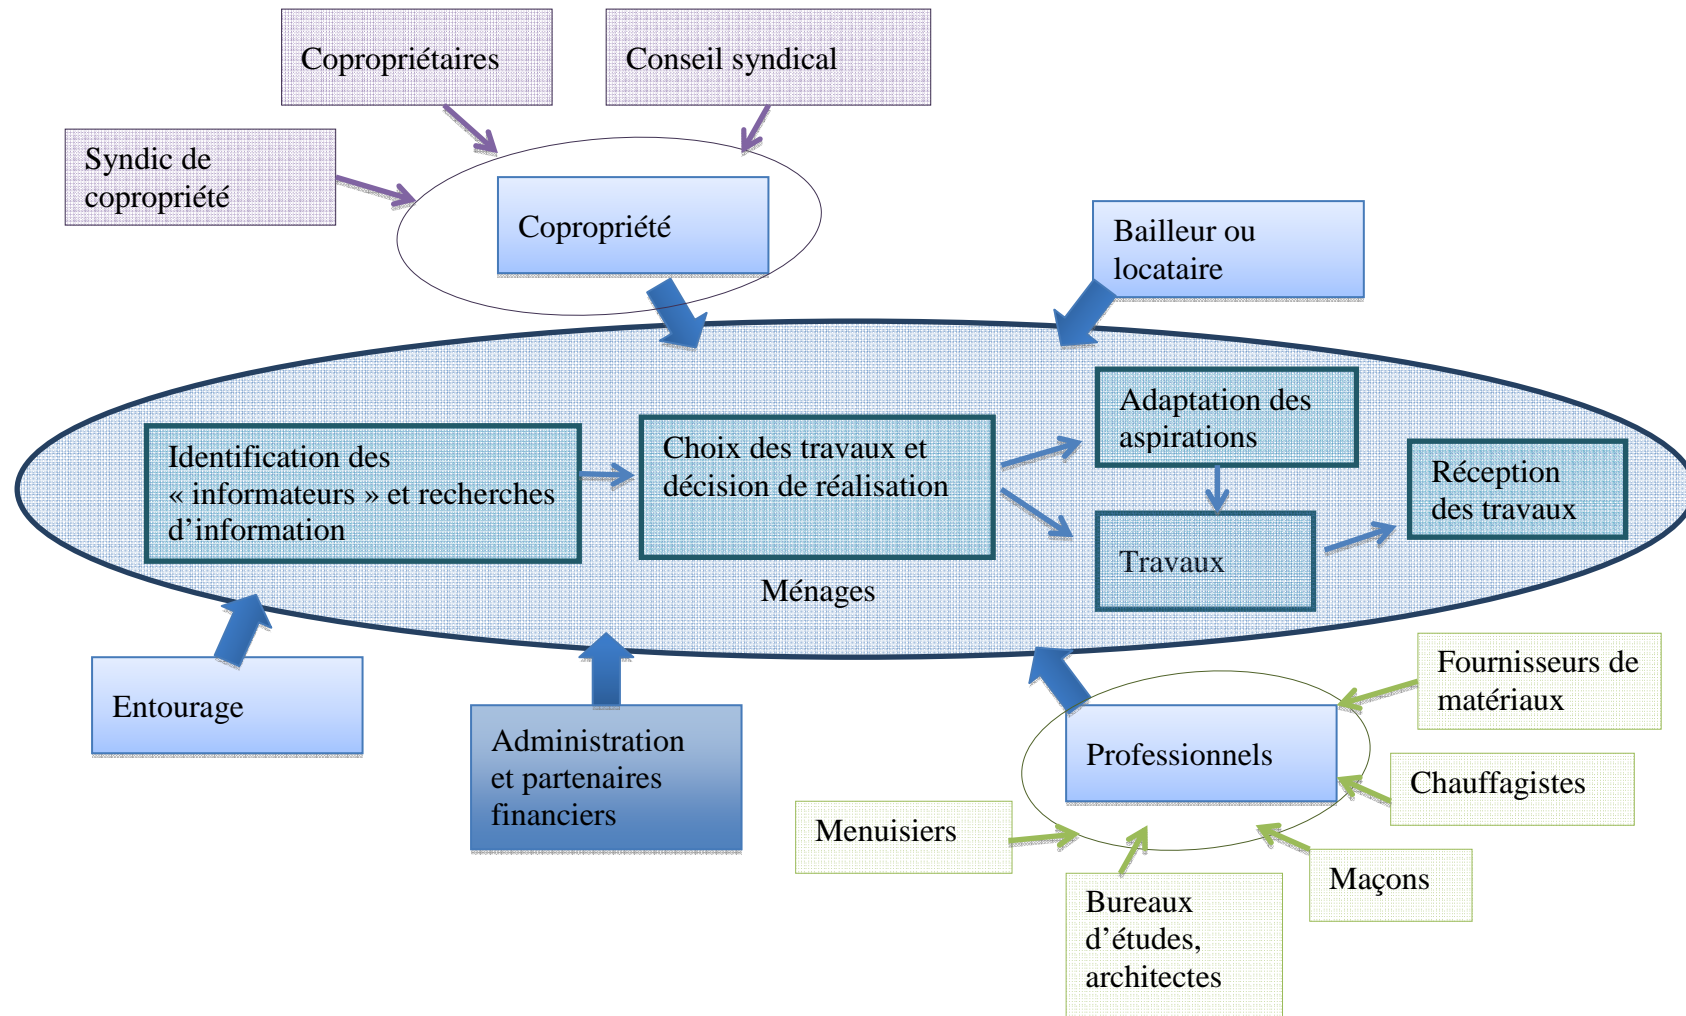 Copropriétaires
Conseil syndical
Syndic de
copropriété
Copropriété
Bailleur ou
locataire
Identification des
« informateurs » et recherches
d’information
Choix des travaux et
décision de réalisation
Adaptation des
aspirations
Travaux
Réception
des travaux
Ménages
Entourage
Administration
et partenaires
financiers
Professionnels
Fournisseurs de
matériaux
Chauffagistes
Maçons
Menuisiers
Bureaux
d’études,
architectes